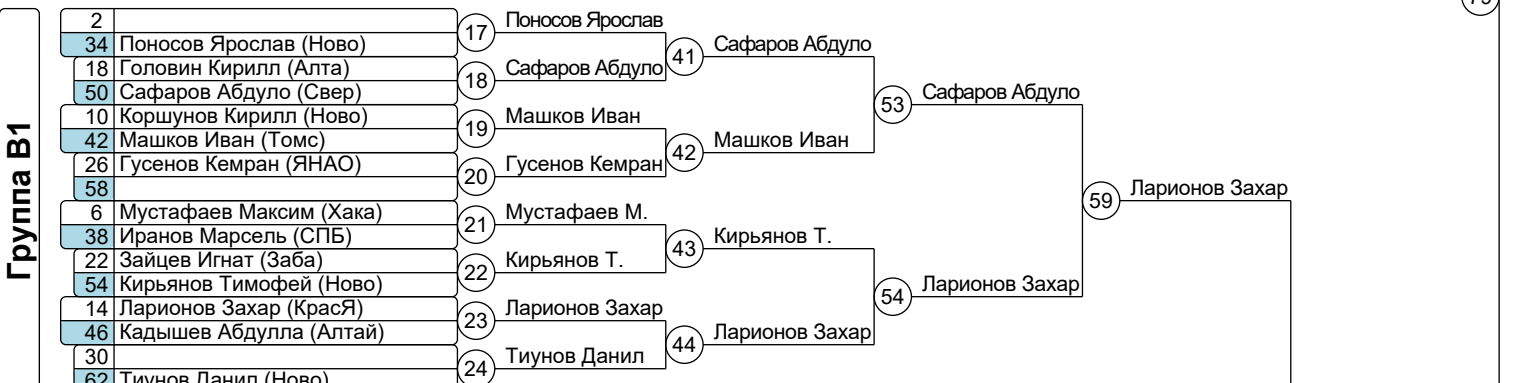 79
Группа B1
2
34 Поносов Ярослав (Ново)
18 Головин Кирилл (Алта)
50 Сафаров Абдуло (Свер)
10 Коршунов Кирилл (Ново)
42 Машков Иван (Томс)
26 Гусенов Кемран (ЯНАО)
58
6 Мустафаев Максим (Хака)
38 Иранов Марсель (СПБ)
22 Зайцев Игнат (Заба)
54 Кирьянов Тимофей (Ново)
14 Ларионов Захар (КрасЯ)
46 Кадышев Абдулла (Алтай)
30
62 Тиунов Данил (Ново)
17 Поносов Ярослав
18 Сафаров Абдуло
19 Машков Иван
20 Гусенов Кемран
21 Мустафаев М.
22 Кирьянов Т.
23 Ларионов Захар
24 Тиунов Данил
41 Сафаров Абдуло
42 Машков Иван
43 Кирьянов Т.
44 Ларионов Захар
53 Сафаров Абдуло
54 Ларионов Захар
59 Ларионов Захар